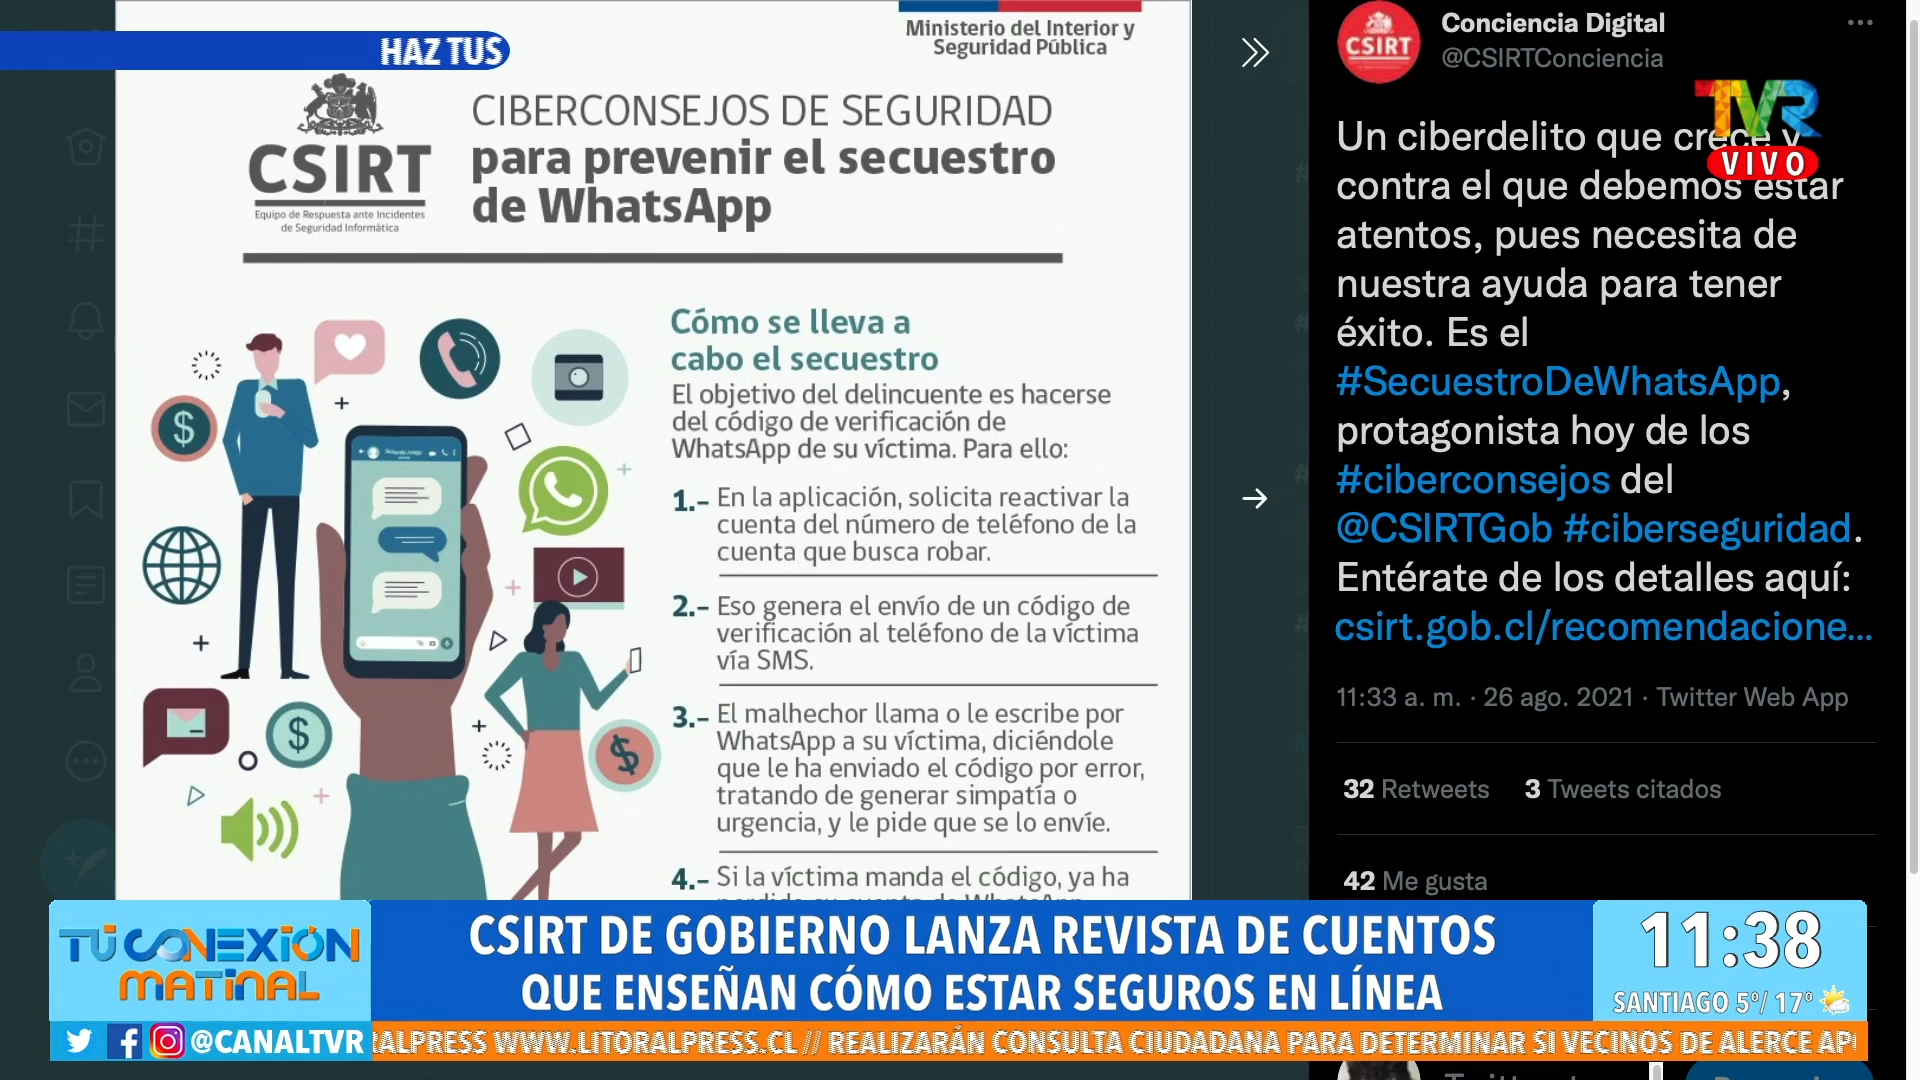 HAZ TUS
Ministerio del Interior y
Seguridad Pública
CSIRT
Equipo de Respuesta ante Incidentes
de Seguridad Informática
CIBERCONSEJOS DE SEGURIDAD
para prevenir el secuestro
de WhatsApp
Cómo se lleva a
cabo el secuestro
El objetivo del delincuente es hacerse
del código de verificación de
WhatsApp de su víctima. Para ello:
1.- En la aplicación, solicita reactivar la
cuenta del número de teléfono de la
cuenta que busca robar.
2.- Eso genera el envío de un código de
verificación al teléfono de la víctima
vía SMS.
3.- El malhechor llama o le escribe por
WhatsApp a su víctima, diciéndole
que le ha enviado el código por error,
tratando de generar simpatía o
urgencia, y le pide que se lo envíe.
4.- Si la víctima manda el código, ya ha
CSIRT
Conciencia Digital
@CSIRTConciencia
TVR
VIVO
Un ciberdelito que crece y
contra el que debemos estar
atentos, pues necesita de
nuestra ayuda para tener
éxito. Es el
#SecuestroDeWhatsApp,
protagonista hoy de los
#ciberconsejos del
@CSIRTGob #ciberseguridad.
Entérate de los detalles aquí:
csirt.gob.cl/recomendacione...
11:33 a. m. · 26 ago. 2021 · Twitter Web App
32 Retweets 3 Tweets citados
42 Me gusta
TU CONEXIÓN
MATINAL
CSIRT DE GOBIERNO LANZA REVISTA DE CUENTOS
QUE ENSEÑAN CÓMO ESTAR SEGUROS EN LÍNEA
11:38
SANTIAGO 5º/ 17º
@CANALTVR
RALPRESS WWW.LITORALPRESS.CL // REALIZARÁN CONSULTA CIUDADANA PARA DETERMINAR SI VECINOS DE ALERCE AP